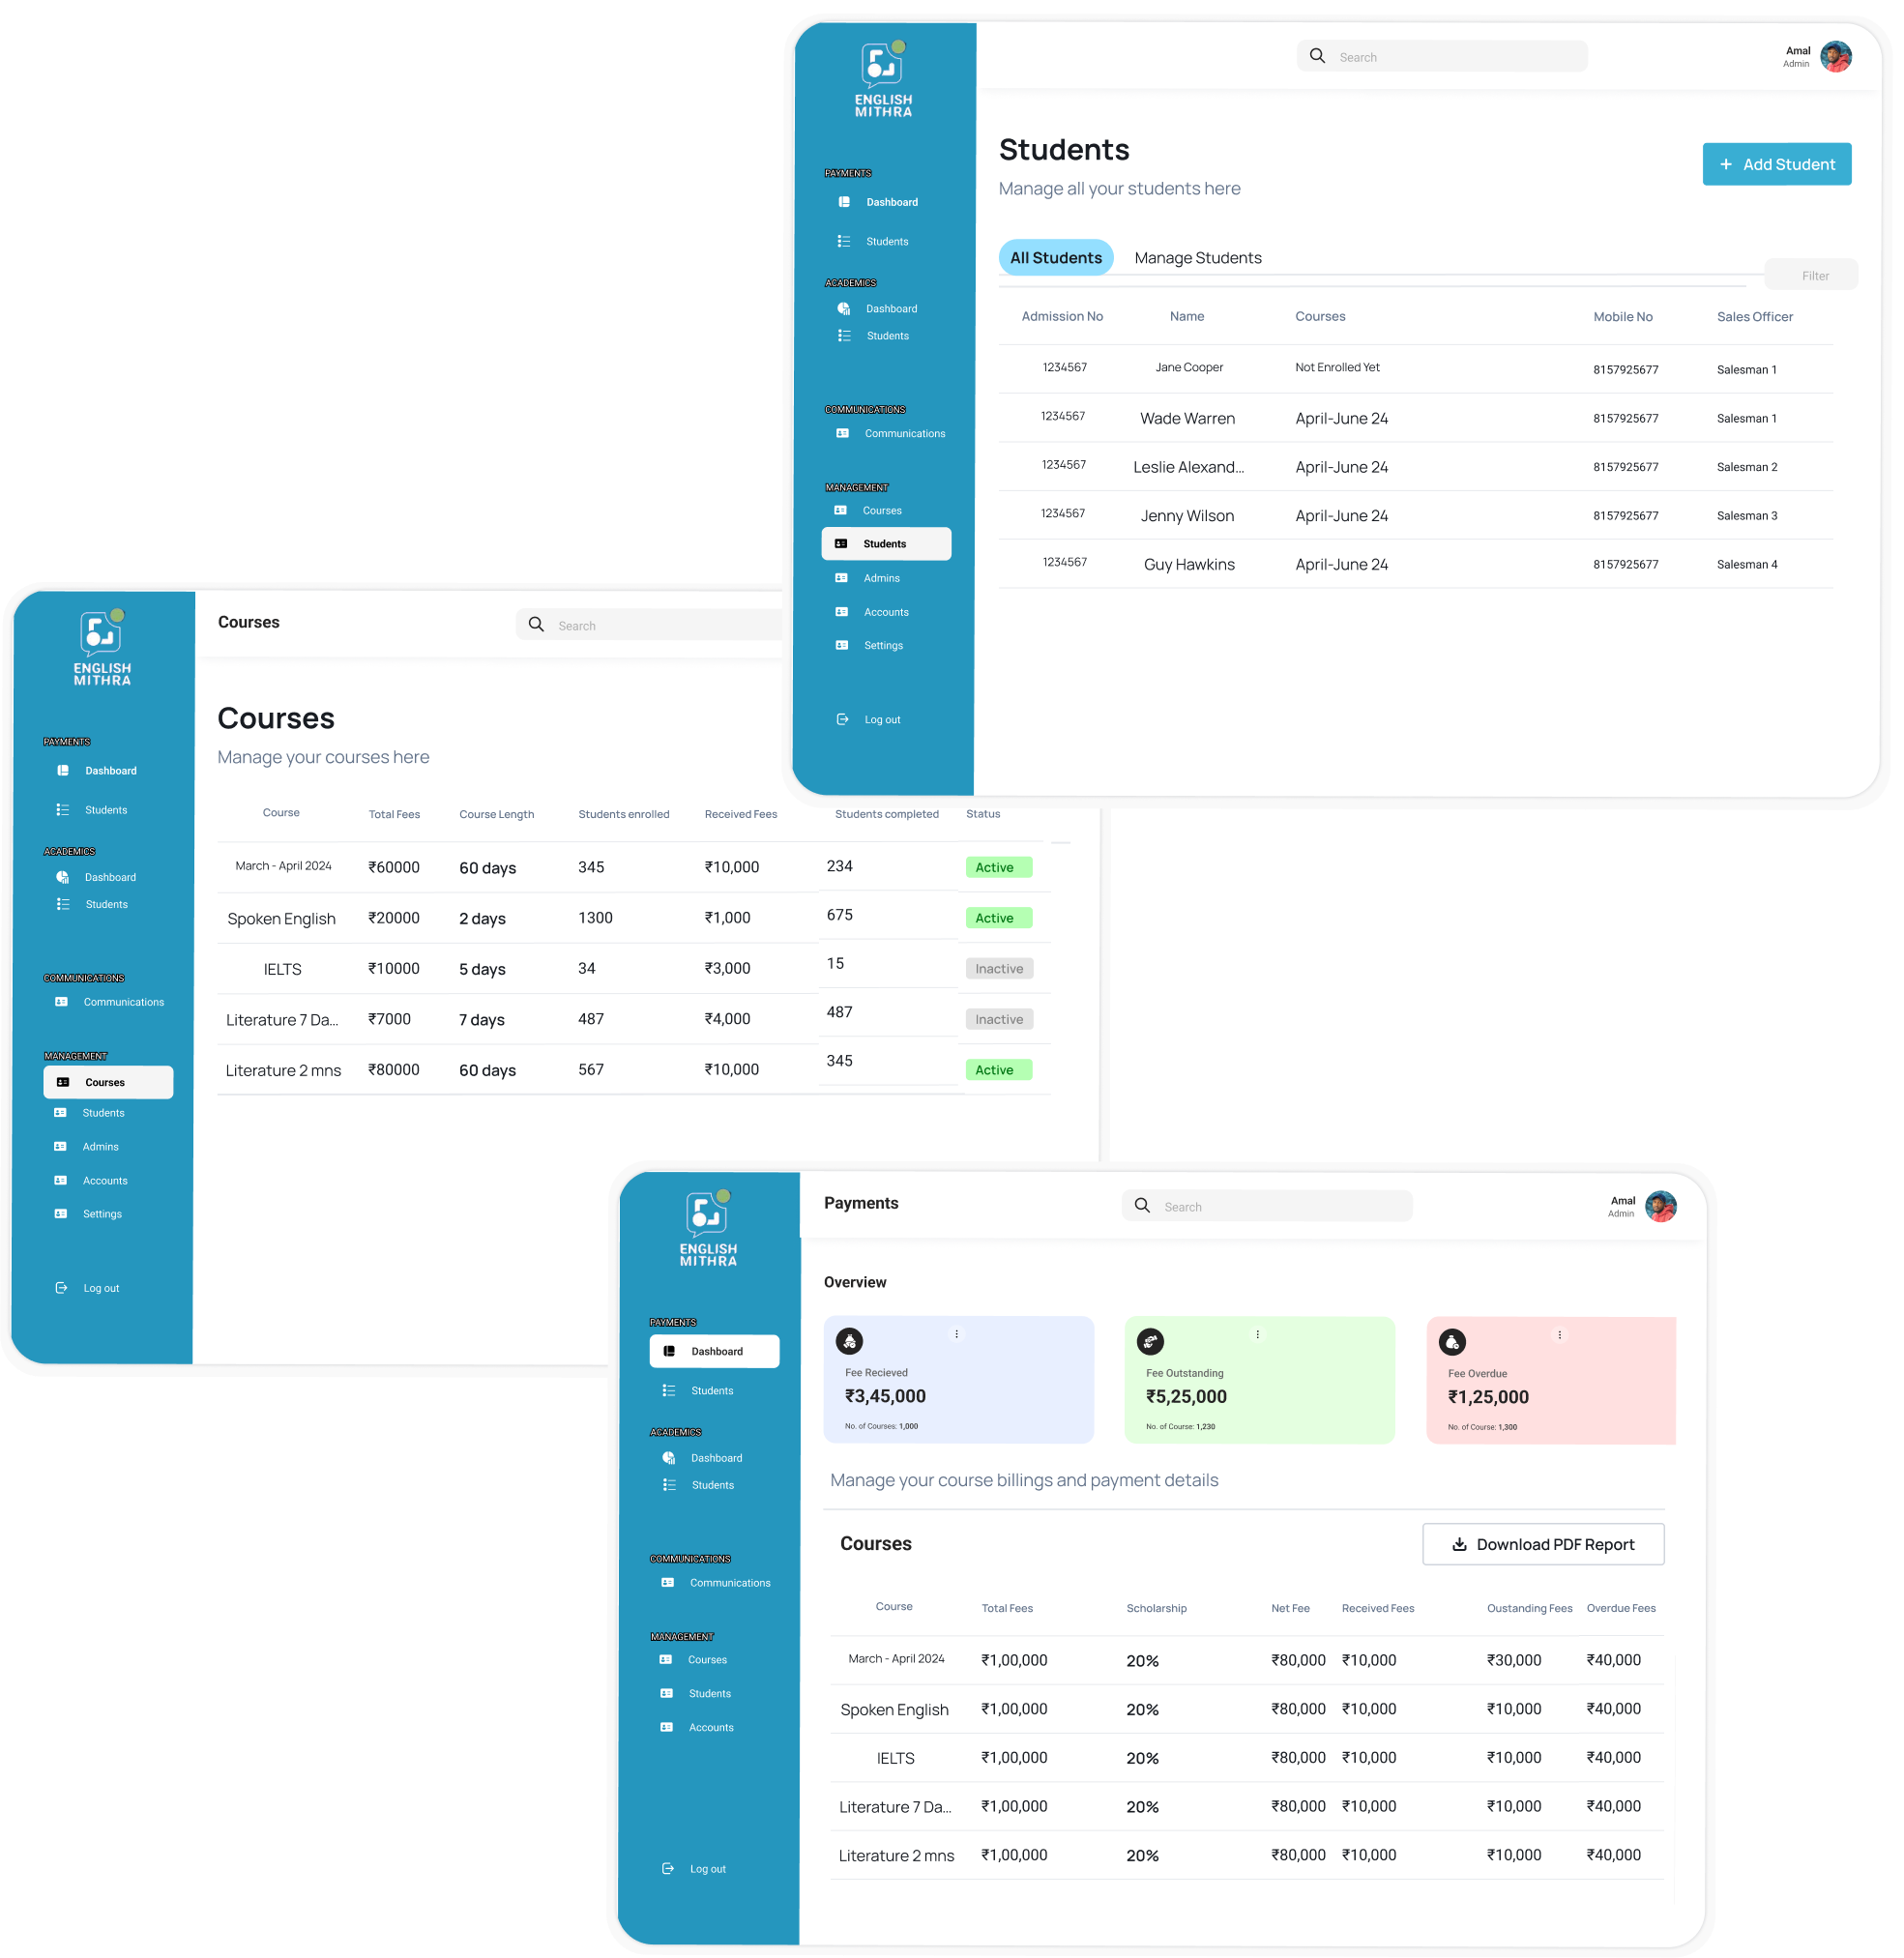 ENGLISH
MITHRA
PAYMENTS
Dashboard
Students
ACADEMICS
Dashboard
Students
COMMUNICATIONS
Communications
MANAGEMENT
Courses
Students
Admins
Accounts
Settings
Log out
Search
Amal
Admin
Students
Manage all your students here
+ Add Student
All Students Manage Students
Filter
Admission No Name Courses Mobile No Sales Officer
1234567 Jane Cooper Not Enrolled Yet 8157925677 Salesman 1
1234567 Wade Warren April-June 24 8157925677 Salesman 1
1234567 Leslie Alexand... April-June 24 8157925677 Salesman 2
1234567 Jenny Wilson April-June 24 8157925677 Salesman 3
1234567 Guy Hawkins April-June 24 8157925677 Salesman 4
ENGLISH
MITHRA
PAYMENTS
Dashboard
Students
ACADEMICS
Dashboard
Students
COMMUNICATIONS
Communications
MANAGEMENT
Courses
Students
Admins
Accounts
Settings
Log out
Courses
Search
Courses
Manage your courses here
Course Total Fees Course Length Students enrolled Received Fees Students completed Status
March - April 2024 ₹60000 60 days 345 ₹10,000 234 Active
Spoken English ₹20000 2 days 1300 ₹1,000 675 Active
IELTS ₹10000 5 days 34 ₹3,000 15 Inactive
Literature 7 Da... ₹7000 7 days 487 ₹4,000 487 Inactive
Literature 2 mns ₹80000 60 days 567 ₹10,000 345 Active
ENGLISH
MITHRA
PAYMENTS
Dashboard
Students
ACADEMICS
Dashboard
Students
COMMUNICATIONS
Communications
MANAGEMENT
Courses
Students
Accounts
Log out
Payments
Search
Amal
Admin
Overview
Fee Recieved
₹3,45,000
No. of Courses: 1,000
Fee Outstanding
₹5,25,000
No. of Course: 1,230
Fee Overdue
₹1,25,000
No. of Course: 1,300
Manage your course billings and payment details
Courses
Download PDF Report
Course Total Fees Scholarship Net Fee Received Fees Oustanding Fees Overdue Fees
March - April 2024 ₹1,00,000 20% ₹80,000 ₹10,000 ₹30,000 ₹40,000
Spoken English ₹1,00,000 20% ₹80,000 ₹10,000 ₹10,000 ₹40,000
IELTS ₹1,00,000 20% ₹80,000 ₹10,000 ₹10,000 ₹40,000
Literature 7 Da... ₹1,00,000 20% ₹80,000 ₹10,000 ₹10,000 ₹40,000
Literature 2 mns ₹1,00,000 20% ₹80,000 ₹10,000 ₹10,000 ₹40,000